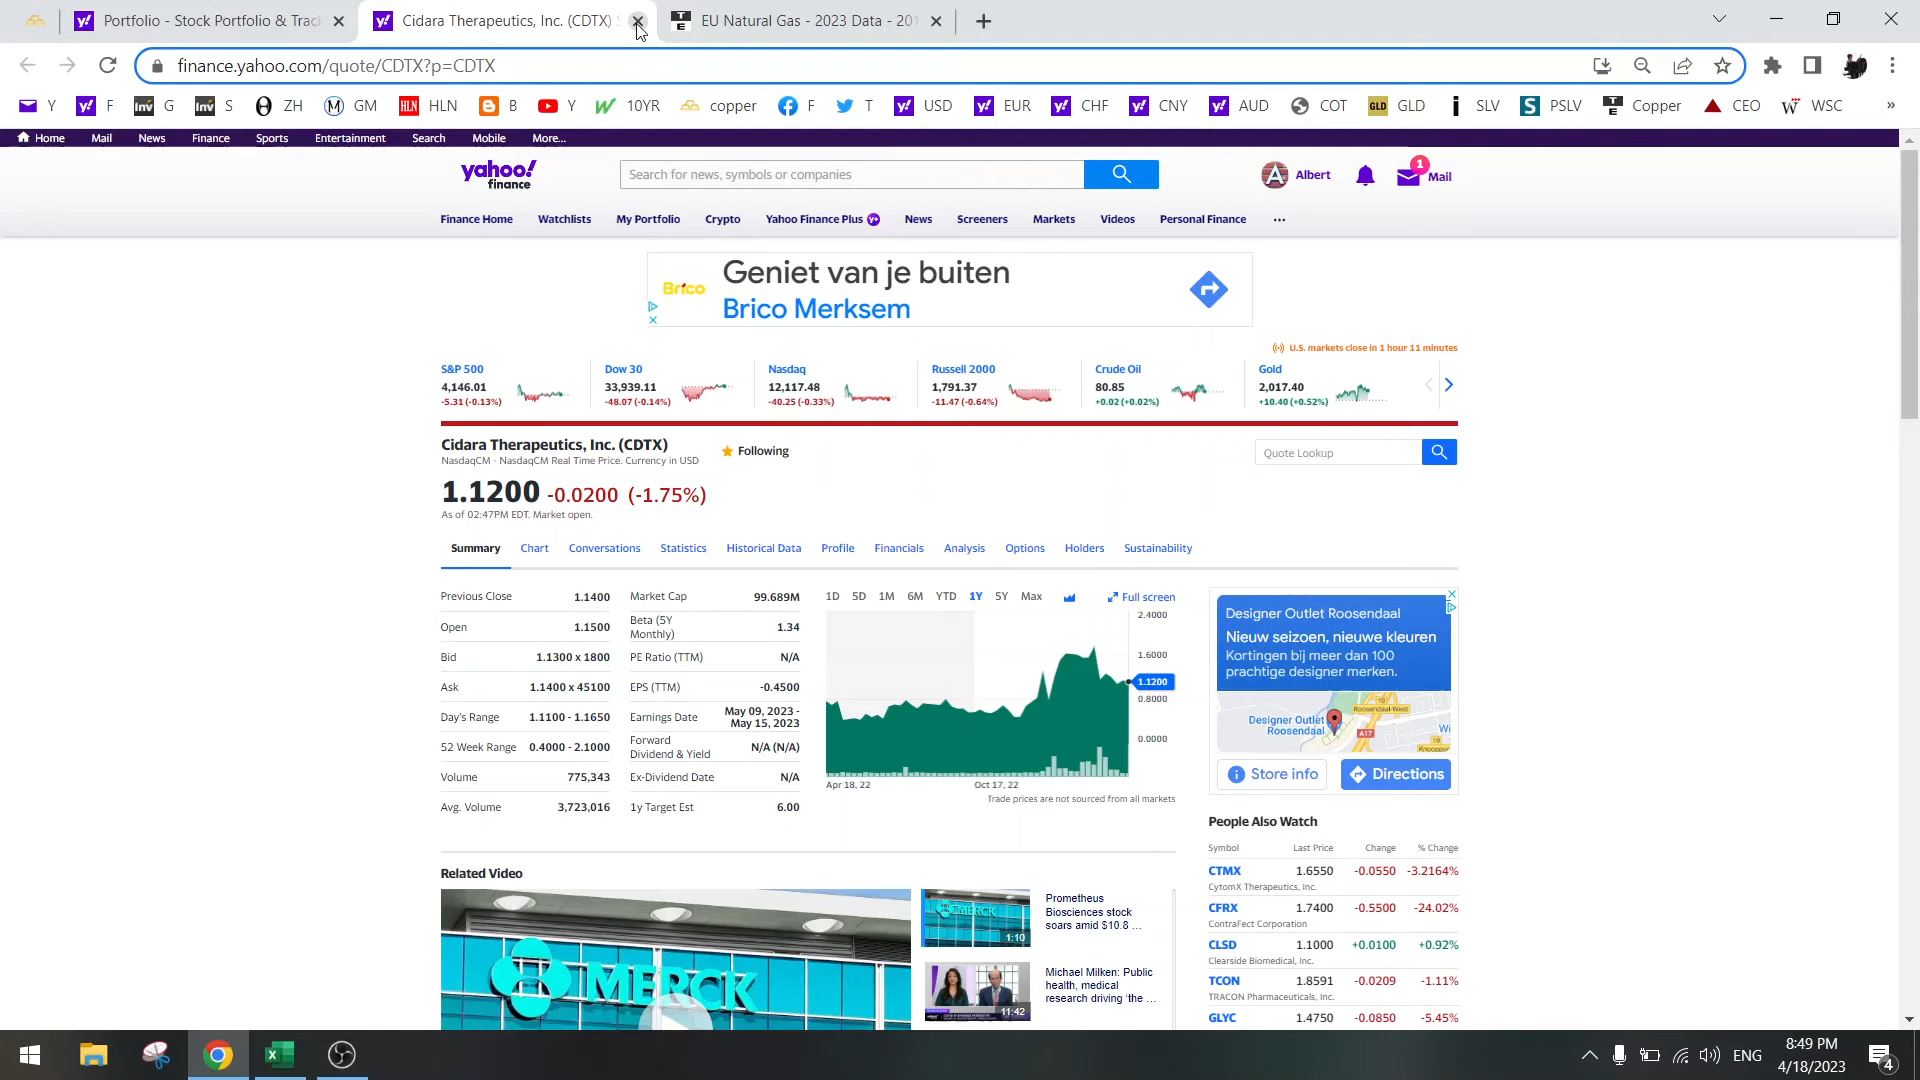 Portfolio - Stock Portfolio & Trac
Cidara Therapeutics, Inc. (CDTX) S
EU Natural Gas - 2023 Data - 201
finance.yahoo.com/quote/CDTX?p=CDTX
Y F G S ZH GM HLN B Y 10YR copper F T USD EUR CHF CNY AUD COT GLD SLV PSLV Copper CEO WSC »
Home Mail News Finance Sports Entertainment Search Mobile More...
yahoo!
finance
Search for news, symbols or companies
Albert
1
Mail
Finance Home Watchlists My Portfolio Crypto Yahoo Finance Plus News Screeners Markets Videos Personal Finance ...
Brico
Geniet van je buiten
Brico Merksem
U.S. markets close in 1 hour 11 minutes
S&P 500
4,146.01
-5.31 (-0.13%)
Dow 30
33,939.11
-48.07 (-0.14%)
Nasdaq
12,117.48
-40.25 (-0.33%)
Russell 2000
1,791.37
-11.47 (-0.64%)
Crude Oil
80.85
+0.02 (+0.02%)
Gold
2,017.40
+10.40 (+0.52%)
Cidara Therapeutics, Inc. (CDTX)
NasdaqCM - NasdaqCM Real Time Price. Currency in USD
Following
Quote Lookup
1.1200 -0.0200 (-1.75%)
As of 02:47PM EDT. Market open.
Summary Chart Conversations Statistics Historical Data Profile Financials Analysis Options Holders Sustainability
Previous Close 1.1400
Open 1.1500
Bid 1.1300 x 1800
Ask 1.1400 x 45100
Day's Range 1.1100 - 1.1650
52 Week Range 0.4000 - 2.1000
Volume 775,343
Avg. Volume 3,723,016
Market Cap 99.689M
Beta (5Y Monthly) 1.34
PE Ratio (TTM) N/A
EPS (TTM) -0.4500
Earnings Date May 09, 2023 - May 15, 2023
Forward Dividend & Yield N/A (N/A)
Ex-Dividend Date N/A
1y Target Est 6.00
1D 5D 1M 6M YTD 1Y 5Y Max
Full screen
2.4000
1.6000
1.1200
0.8000
0.0000
Apr 18, 22
Oct 17, 22
Trade prices are not sourced from all markets
Designer Outlet Roosendaal
Nieuw seizoen, nieuwe kleuren
Kortingen bij meer dan 100
prachtige designer merken.
Roosendaal-West
Designer Outlet
Roosendaal
A17
Store info
Directions
People Also Watch
Symbol Last Price Change % Change
CTMX 1.6550 -0.0550 -3.2164%
CytomX Therapeutics, Inc.
CFRX 1.7400 -0.5500 -24.02%
ContraFect Corporation
CLSD 1.1000 +0.0100 +0.92%
Clearside Biomedical, Inc.
TCON 1.8591 -0.0209 -1.11%
TRACON Pharmaceuticals, Inc.
GLYC 1.4750 -0.0850 -5.45%
Related Video
MERCK
1:10
Prometheus
Biosciences stock
soars amid $10.8 ...
11:42
Michael Milken: Public
health, medical
research driving 'the ...
ENG
8:49 PM
4/18/2023
4